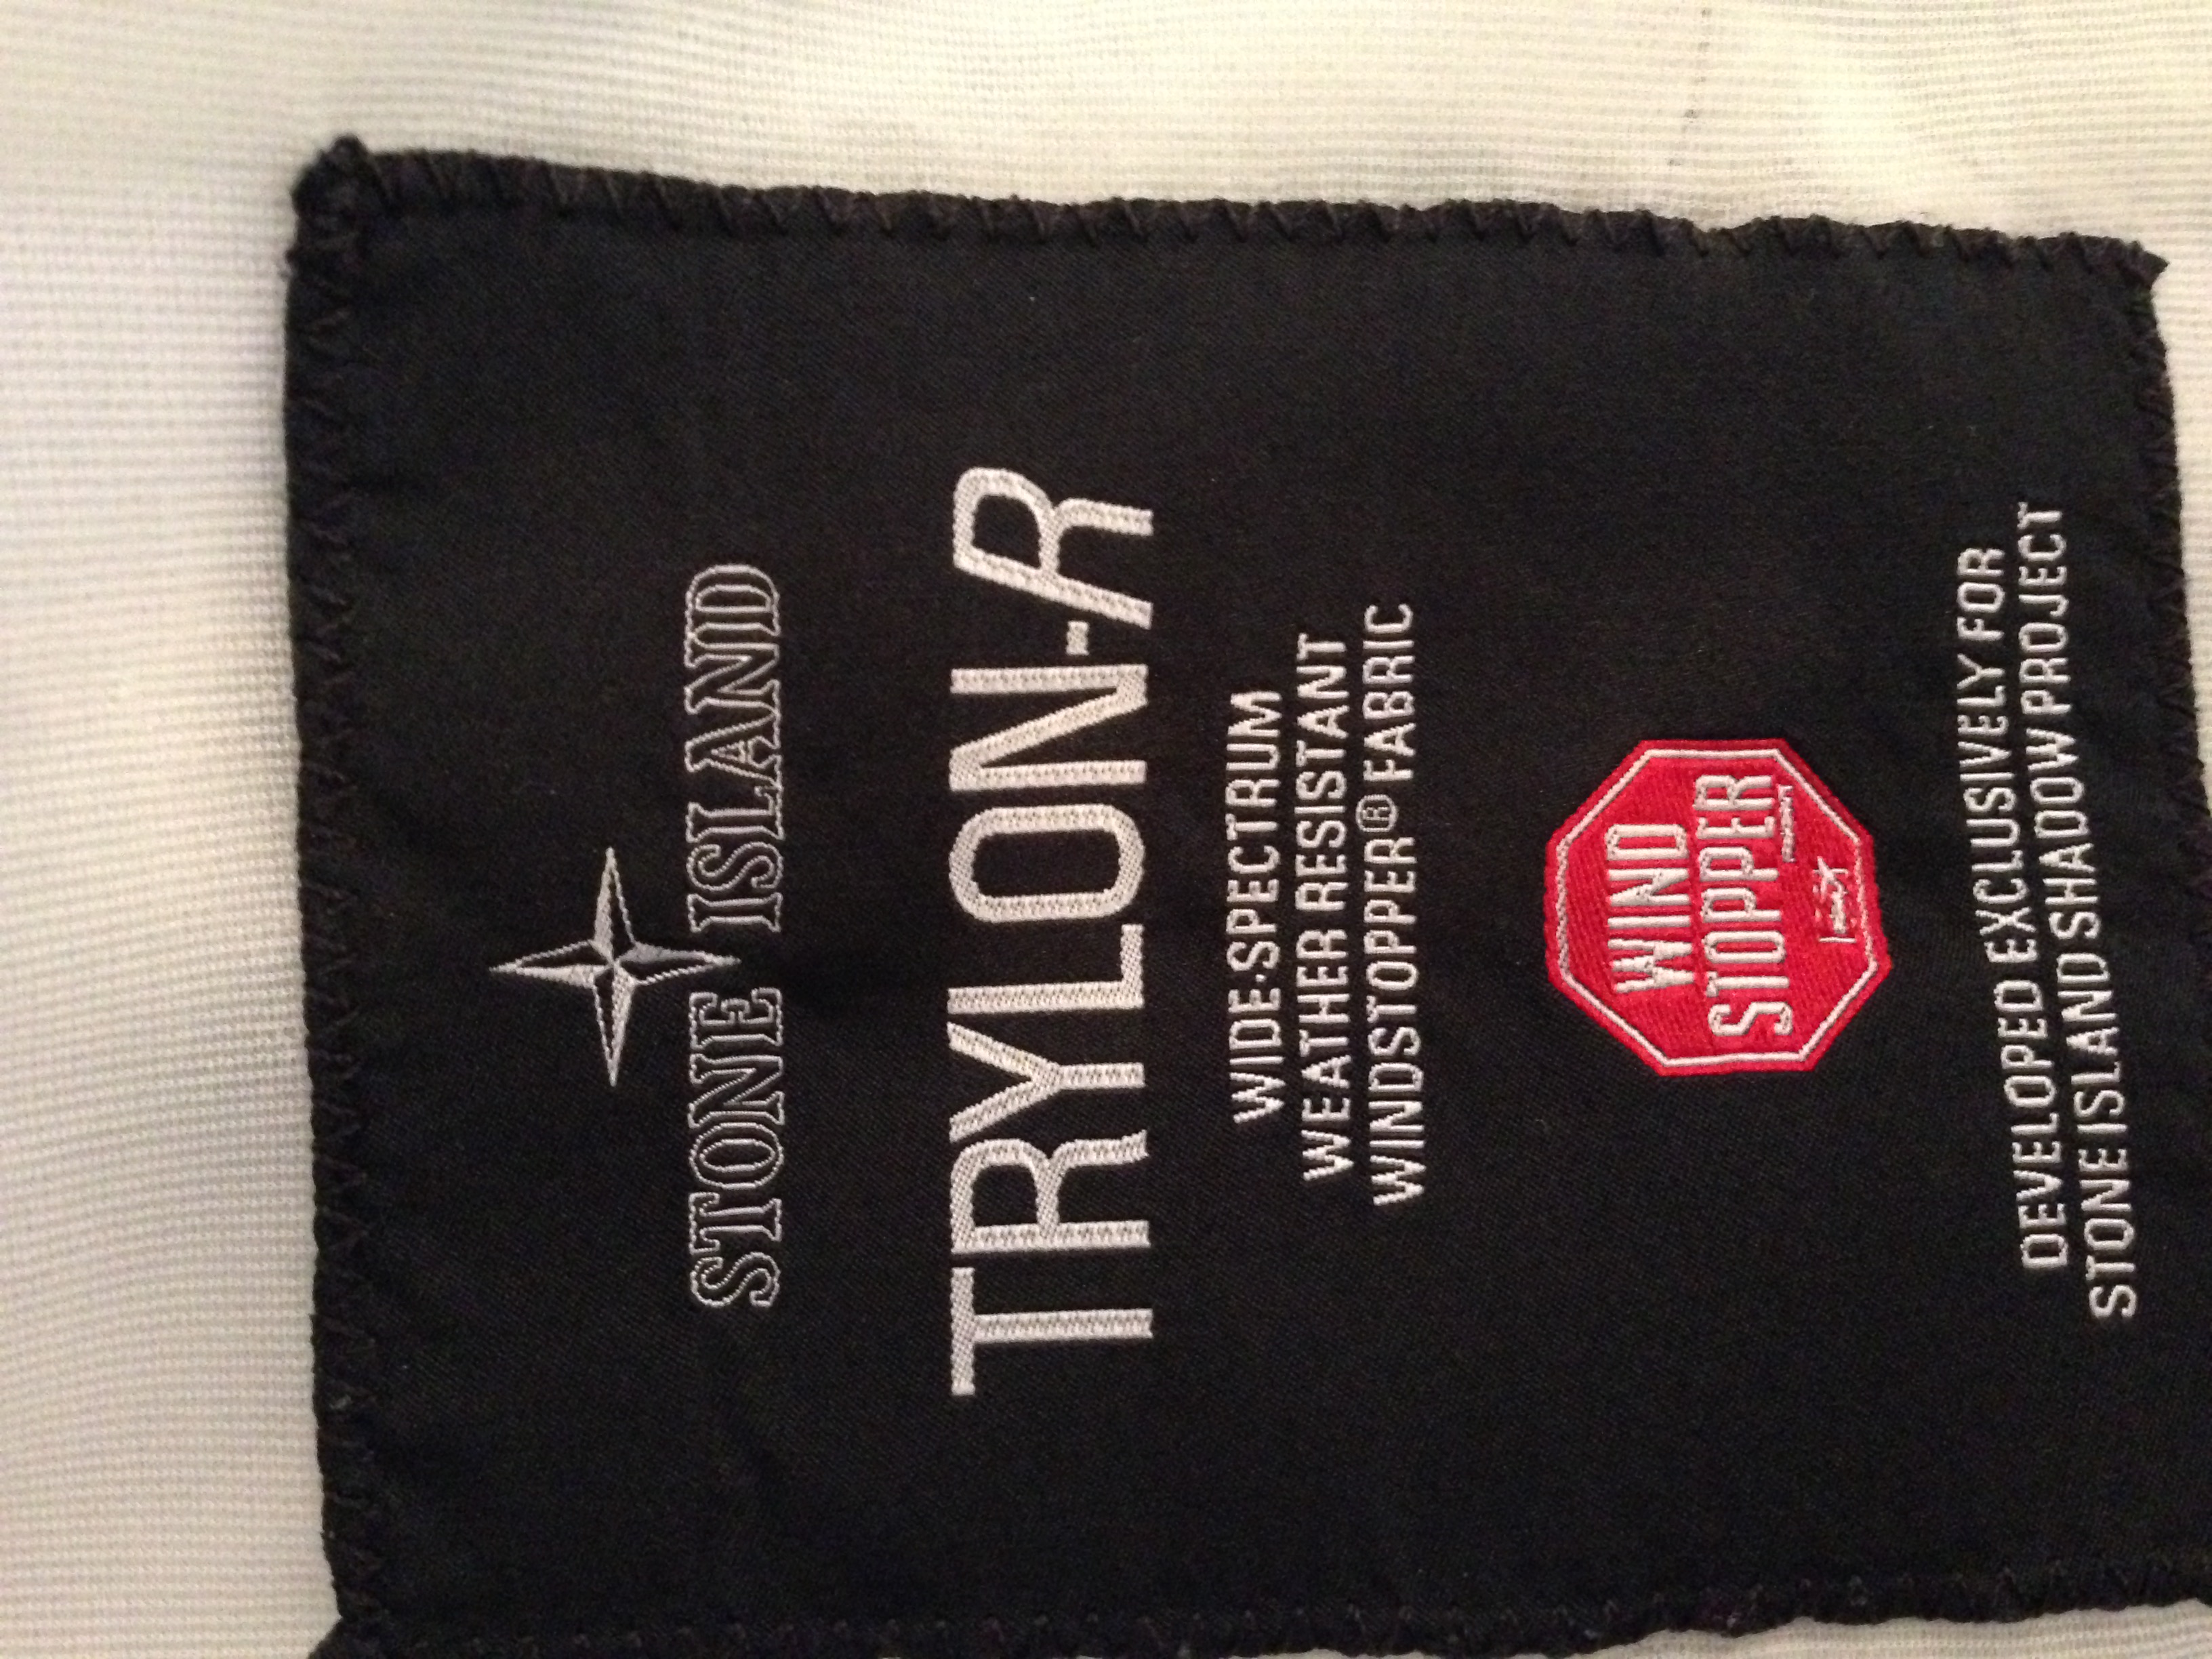 STONE ISLAND
TRYLON-R
WIDE-SPECTRUM
WEATHER RESISTANT
WINDSTOPPER® FABRIC
WIND
STOPPER
DEVELOPED EXCLUSIVELY FOR
STONE ISLAND SHADOW PROJECT